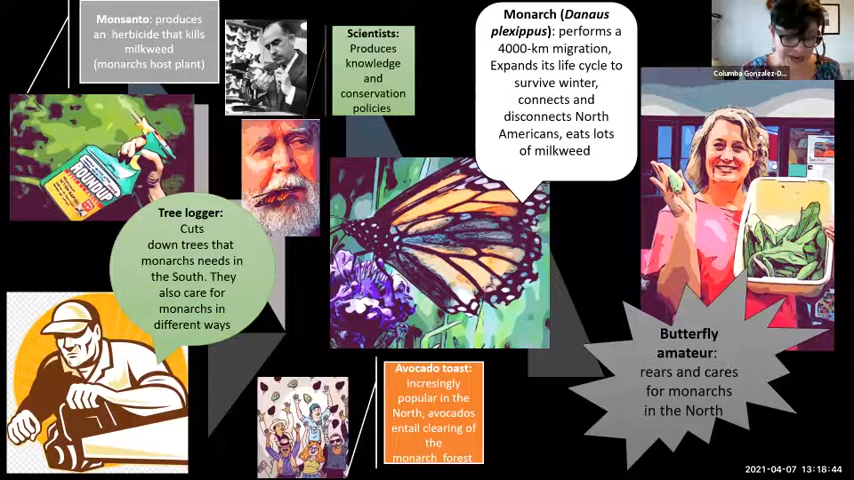 Monsanto: produces
an herbicide that kills
milkweed
(monarchs host plant)
Scientists:
Produces
knowledge
and
conservation
policies
Monarch (Danaus
plexippus): performs a
4000-km migration,
Expands its life cycle to
survive winter,
connects and
disconnects North
Americans, eats lots
of milkweed
Columba Gonzalez-D...
ROUNDUP
Tree logger:
Cuts
down trees that
monarchs needs in
the South. They
also care for
monarchs in
different ways
Butterfly
amateur:
rears and cares
for monarchs
in the North
Avocado toast:
incresingly
popular in the
North, avocados
entail clearing of
the
monarch forest
2021-04-07 13:18:44